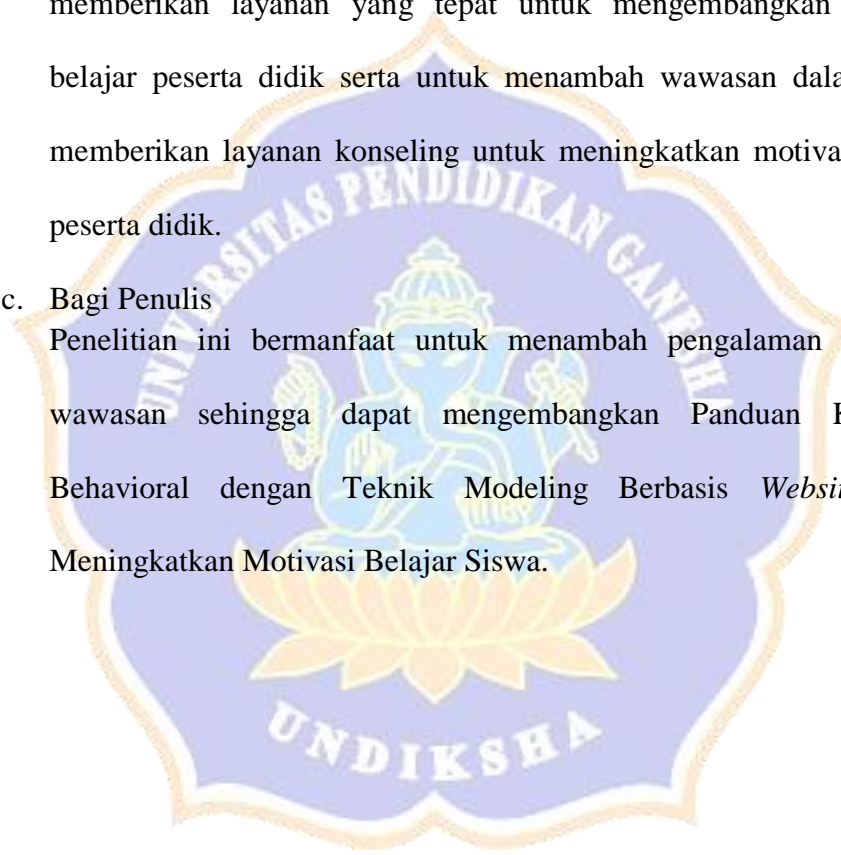 memberikan layanan yang tepat untuk mengembangkan
belajar peserta didik serta untuk menambah wawasan
memberikan layanan konseling untuk meningkatkan
peserta didik.
c. Bagi Penulis
Penelitian ini bermanfaat untuk menambah pengalaman
wawasan sehingga dapat mengembangkan Panduan
Behavioral dengan Teknik Modeling Berbasis
Meningkatkan Motivasi Belajar Siswa.
UNIVERSITAS PENDIDIKAN GANESHA
UNDIKSHA